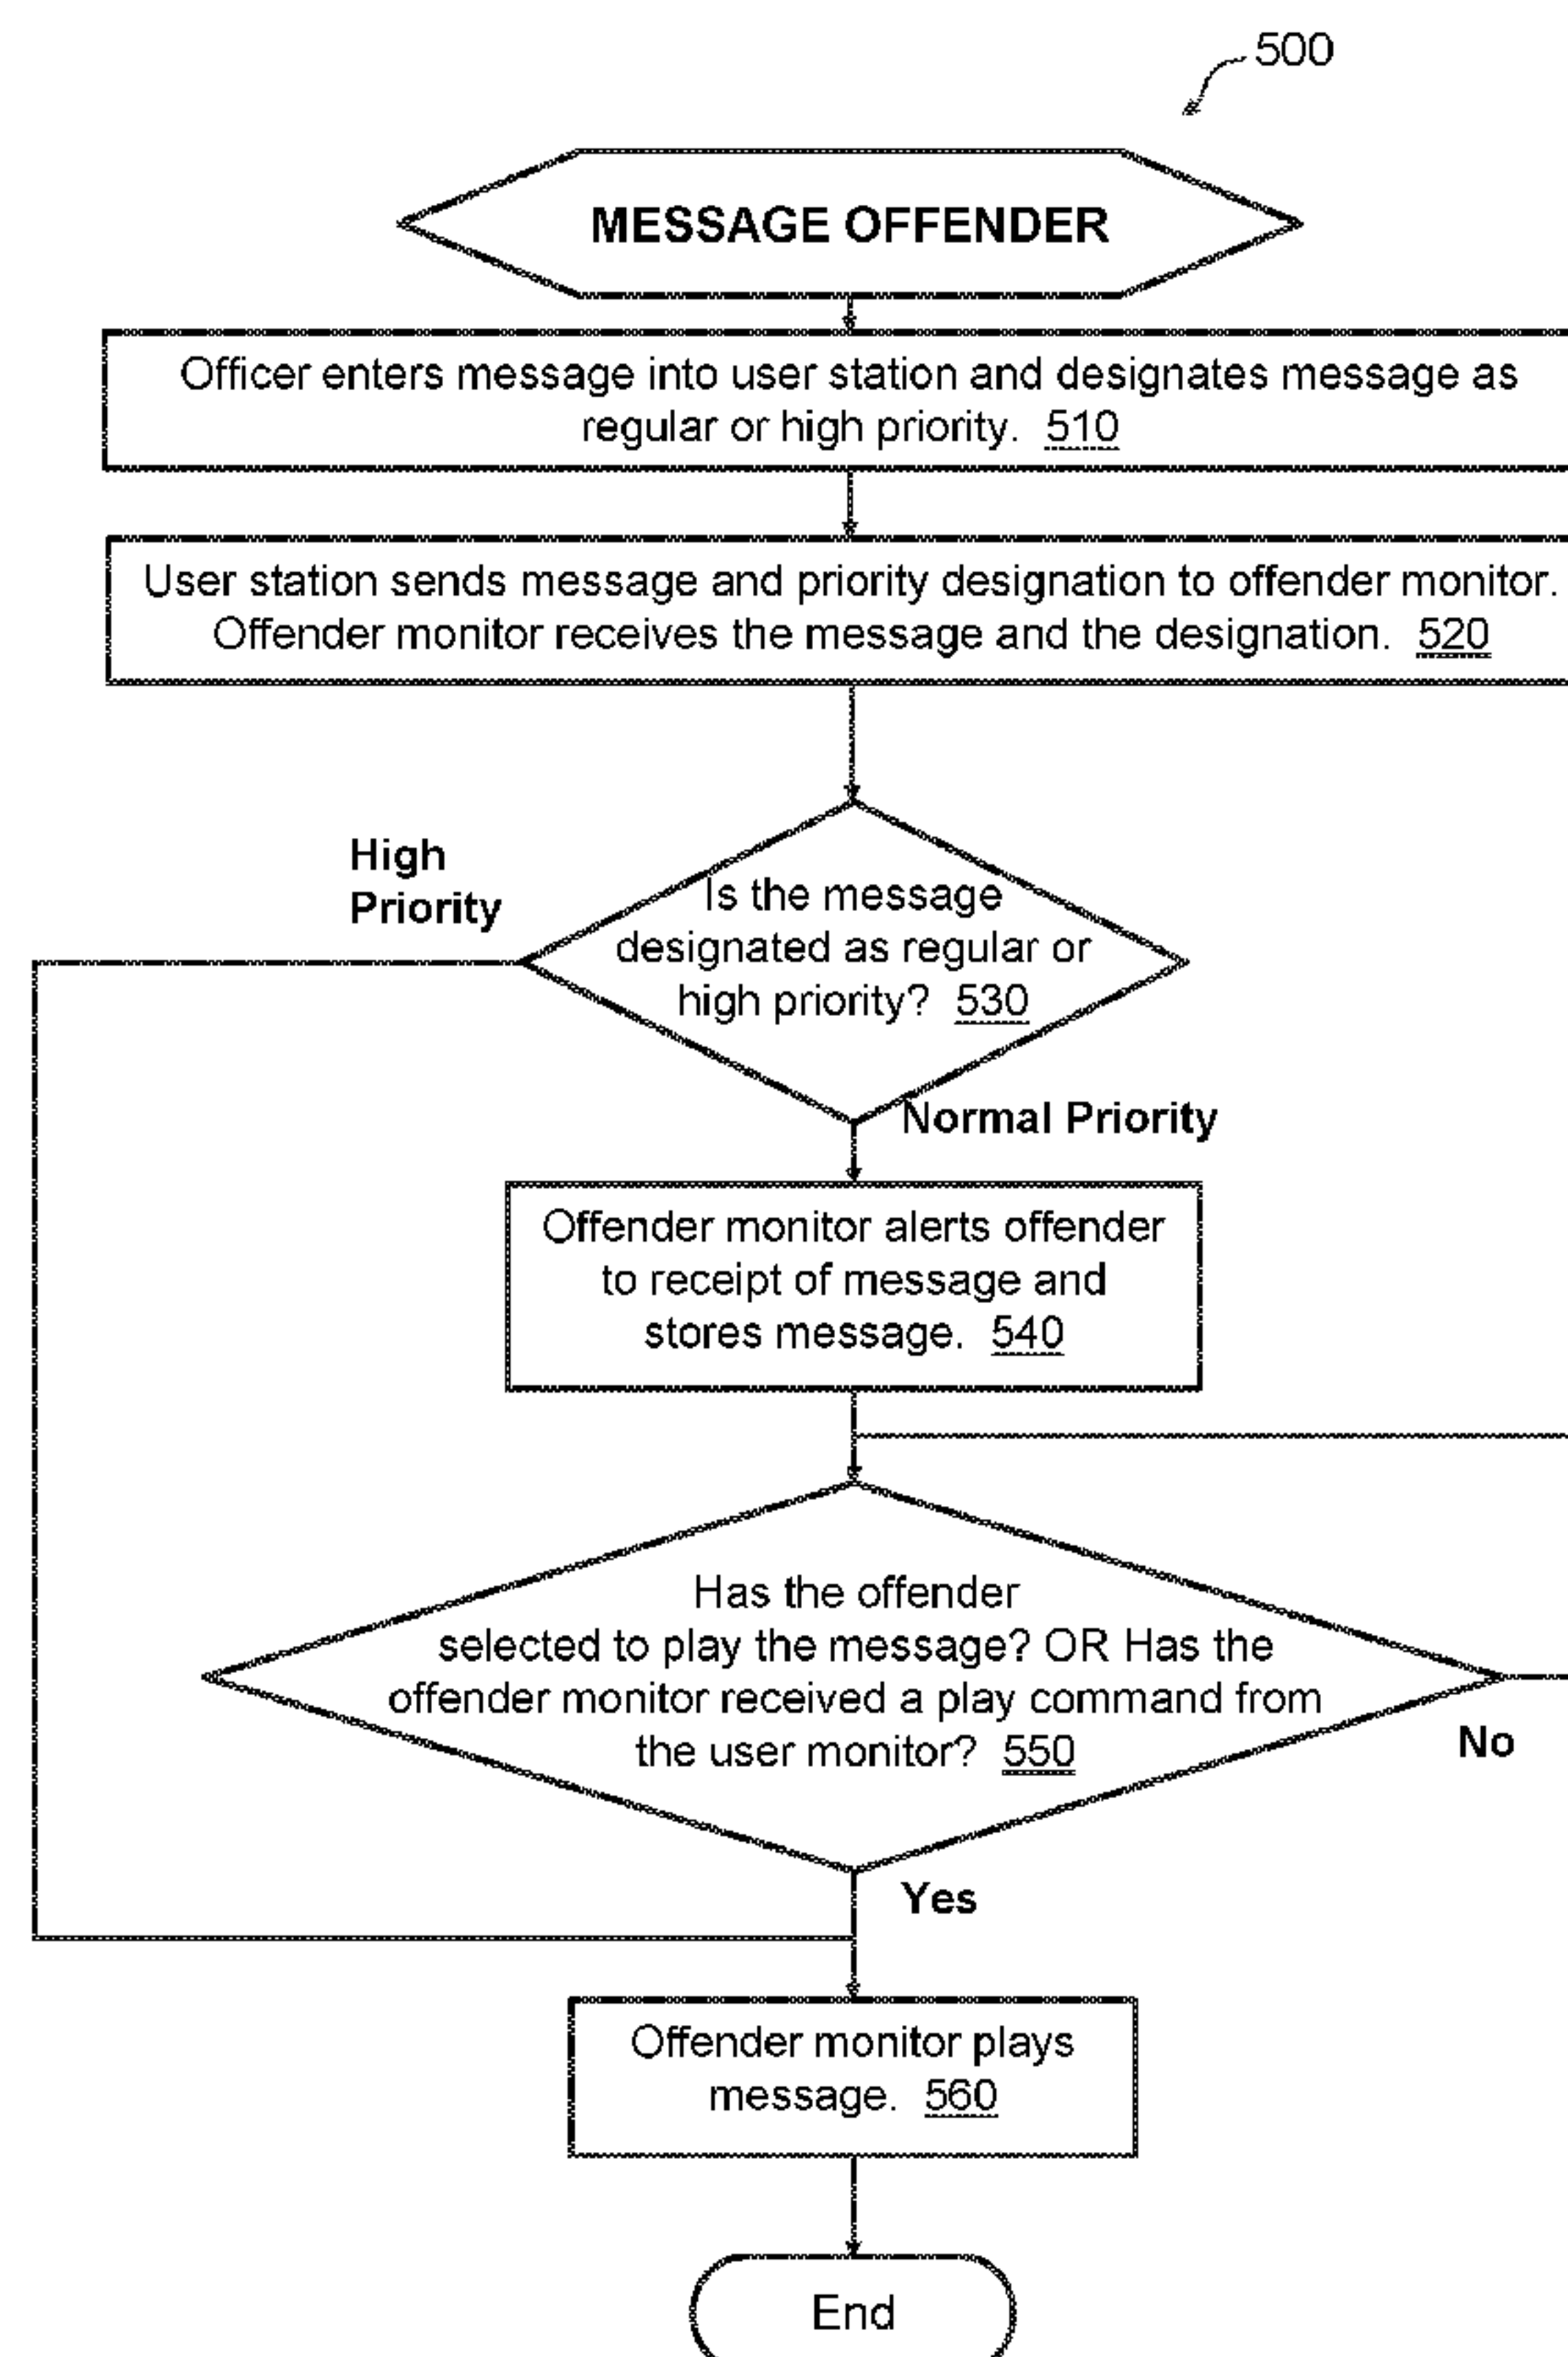 500
MESSAGE OFFENDER
Officer enters message into user station and designates message as
regular or high priority. 510
User station sends message and priority designation to offender monitor.
Offender monitor receives the message and the designation. 520
High
Priority
Is the message
designated as regular or
high priority? 530
Normal Priority
Offender monitor alerts offender
to receipt of message and
stores message. 540
Has the offender
selected to play the message? OR Has the
offender monitor received a play command from
the user monitor? 550
No
Yes
Offender monitor plays
message. 560
End